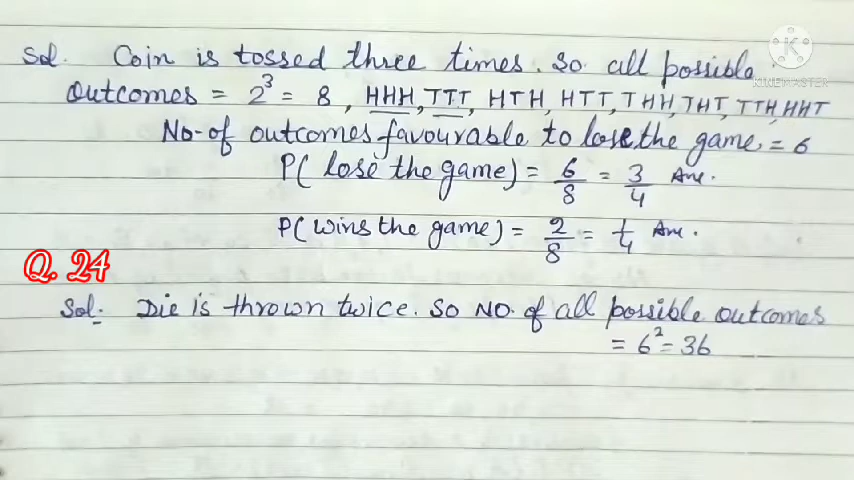 Sol. Coin is tossed three times. So all possible
outcomes = 2³ = 8, HHH, TTT, HTH, HTT, THH, THT, TTH, HHT
No. of outcomes favourable to lose the game = 6
P( lose the game) = 6/8 = 3/4 Ans.
P(wins the game) = 2/8 = 1/4 Ans.
Q. 24
Sol:- Die is thrown twice. So No. of all possible outcomes
= 6² = 36
KINEMASTER